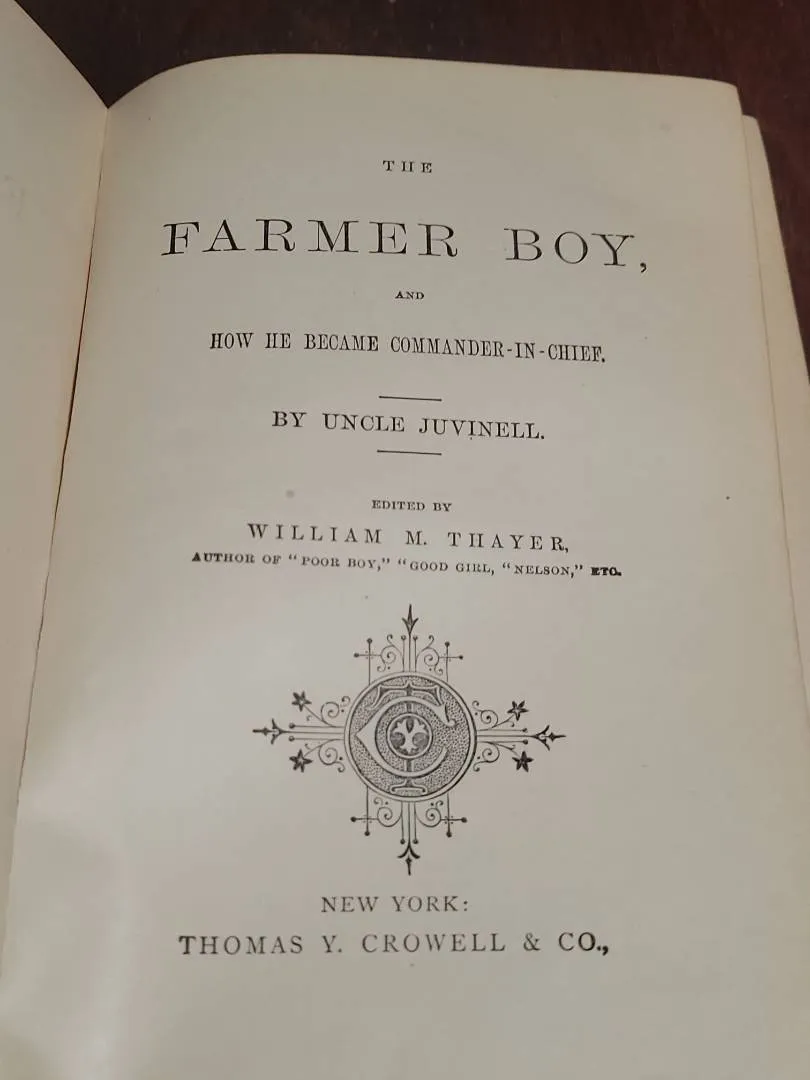 THE
FARMER BOY,
AND
HOW HE BECAME COMMANDER-IN-CHIEF.
BY UNCLE JUVINELL.
EDITED BY
WILLIAM M. THAYER,
AUTHOR OF "POOR BOY," "GOOD GIRL, "NELSON," ETC.
TC
NEW YORK:
THOMAS Y. CROWELL & CO.,